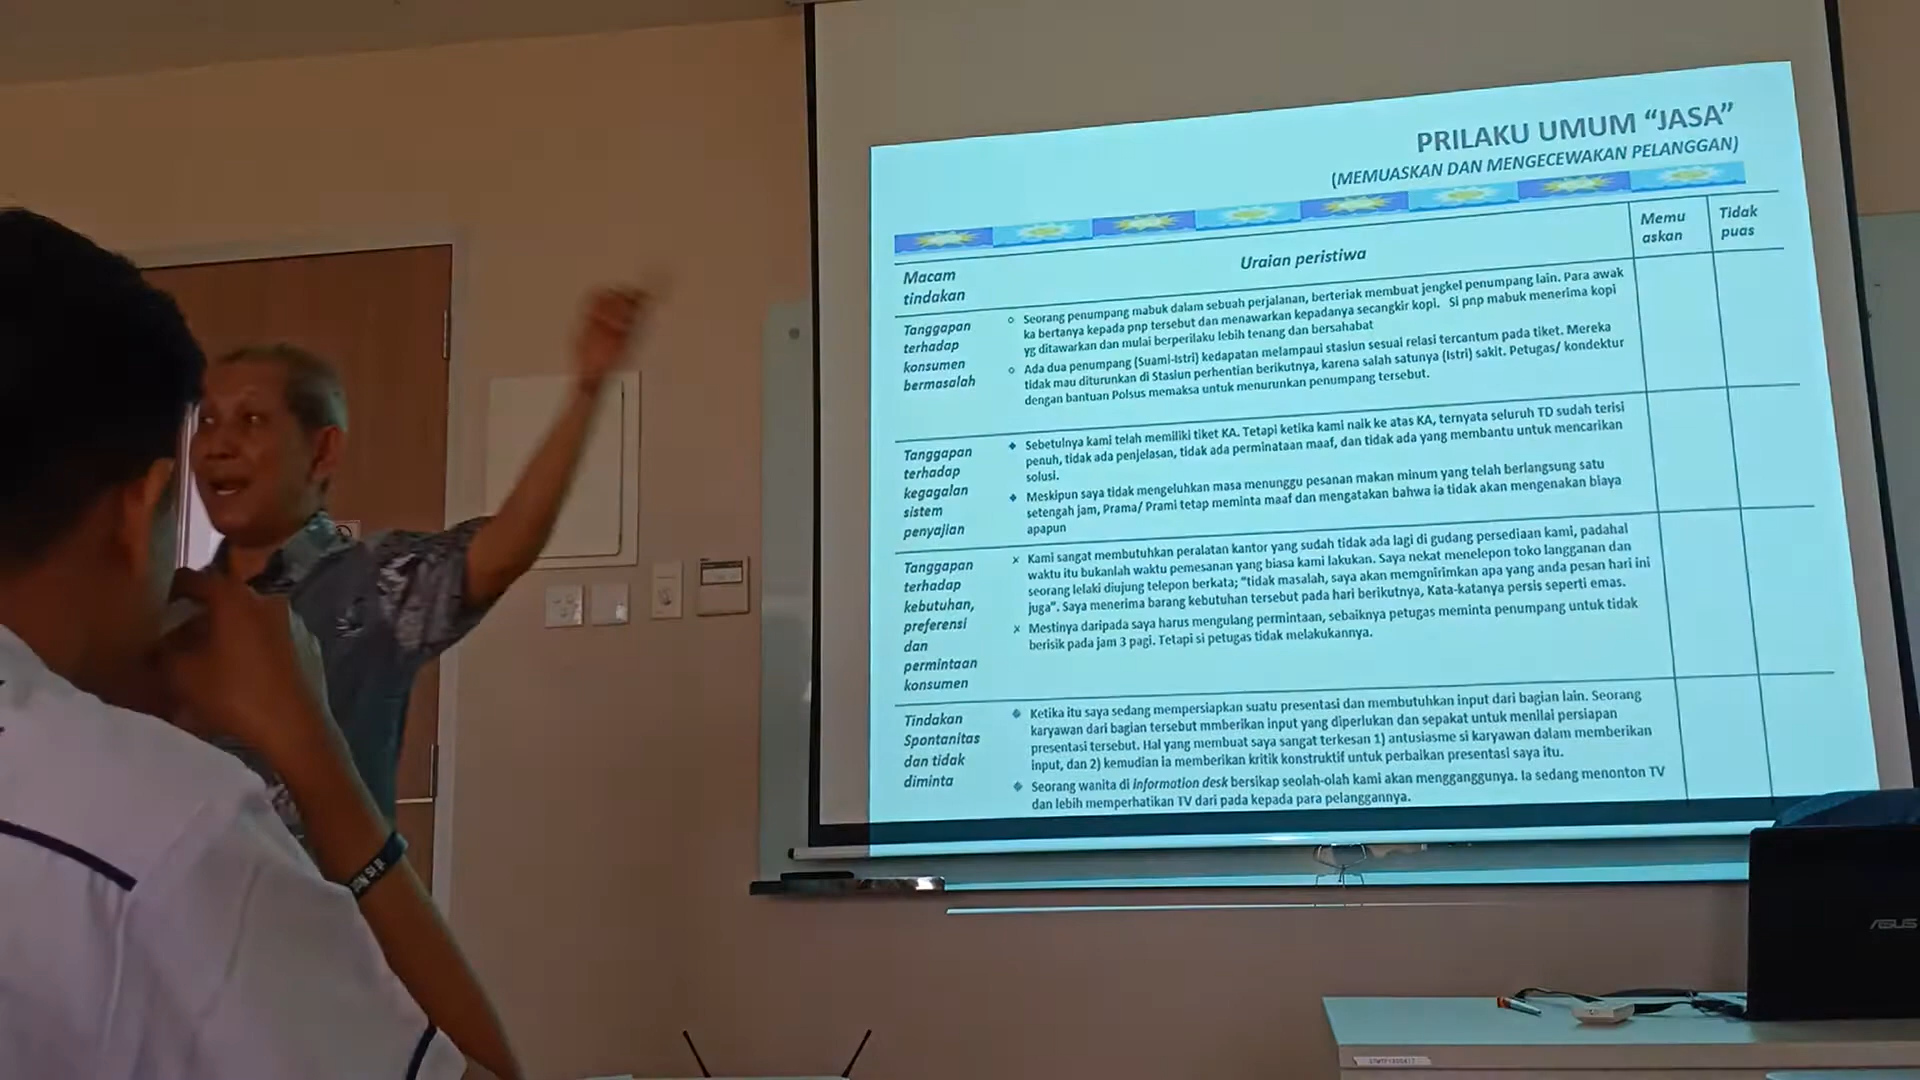 PRILAKU UMUM “JASA”
(MEMUASKAN DAN MENGECEWAKAN PELANGGAN)
Macam
tindakan
Uraian peristiwa
Memu
askan
Tidak
puas
Tanggapan
terhadap
konsumen
bermasalah
Seorang penumpang mabuk dalam sebuah perjalanan, berteriak membuat jengkel penumpang lain. Para awak
ka bertanya kepada pnp tersebut dan menawarkan kepadanya secangkir kopi. Si pnp mabuk menerima kopi
yg ditawarkan dan mulai berperilaku lebih tenang dan bersahabat
Ada dua penumpang (Suami-Istri) kedapatan melampaui stasiun sesuai relasi tercantum pada tiket. Mereka
tidak mau diturunkan di Stasiun perhentian berikutnya, karena salah satunya (Istri) sakit. Petugas/ kondektur
dengan bantuan Polsus memaksa untuk menurunkan penumpang tersebut.
Tanggapan
terhadap
kegagalan
sistem
penyajian
Sebetulnya kami telah memiliki tiket KA. Tetapi ketika kami naik ke atas KA, ternyata seluruh TD sudah terisi
penuh, tidak ada penjelasan, tidak ada perminataan maaf, dan tidak ada yang membantu untuk mencarikan
solusi.
Meskipun saya tidak mengeluhkan masa menunggu pesanan makan minum yang telah berlangsung satu
setengah jam, Prama/ Prami tetap meminta maaf dan mengatakan bahwa ia tidak akan mengenakan biaya
apapun
Tanggapan
terhadap
kebutuhan,
preferensi
dan
permintaan
konsumen
Kami sangat membutuhkan peralatan kantor yang sudah tidak ada lagi di gudang persediaan kami, padahal
waktu itu bukanlah waktu pemesanan yang biasa kami lakukan. Saya nekat menelepon toko langganan dan
seorang lelaki diujung telepon berkata; “tidak masalah, saya akan memgnirimkan apa yang anda pesan hari ini
juga”. Saya menerima barang kebutuhan tersebut pada hari berikutnya, Kata-katanya persis seperti emas.
Mestinya daripada saya harus mengulang permintaan, sebaiknya petugas meminta penumpang untuk tidak
berisik pada jam 3 pagi. Tetapi si petugas tidak melakukannya.
Tindakan
Spontanitas
dan tidak
diminta
Ketika itu saya sedang mempersiapkan suatu presentasi dan membutuhkan input dari bagian lain. Seorang
karyawan dari bagian tersebut mmberikan input yang diperlukan dan sepakat untuk menilai persiapan
presentasi tersebut. Hal yang membuat saya sangat terkesan 1) antusiasme si karyawan dalam memberikan
input, dan 2) kemudian ia memberikan kritik konstruktif untuk perbaikan presentasi saya itu.
Seorang wanita di information desk bersikap seolah-olah kami akan mengganggunya. Ia sedang menonton TV
dan lebih memperhatikan TV dari pada kepada para pelanggannya.
ASUS